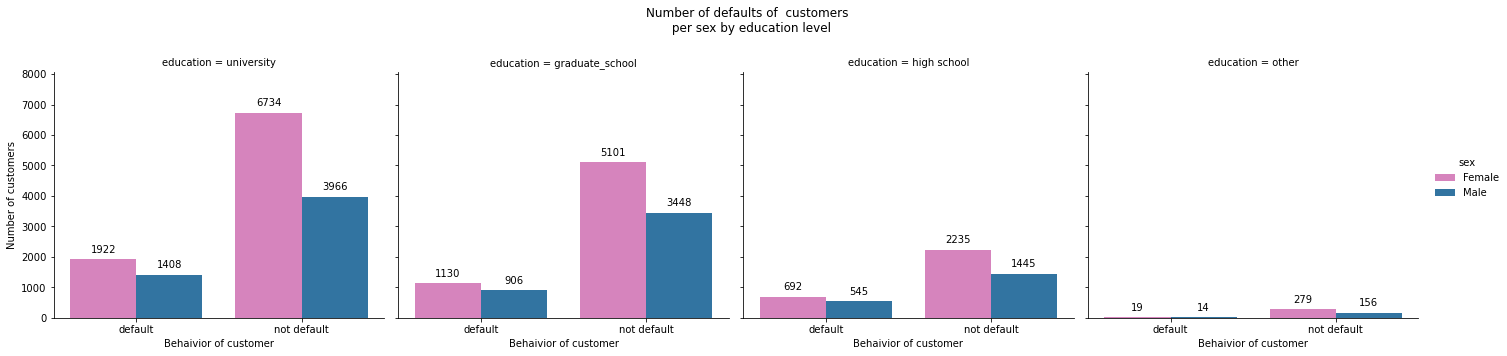 Number of defaults of  customers
per sex by education level
education = university
8000
7000
6000
5000
4000
3000
2000
1000
0
Number of customers
1922
1408
6734
3966
default
not default
Behaivior of customer
education = graduate_school
1130
906
5101
3448
default
not default
Behaivior of customer
education = high school
692
545
2235
1445
default
not default
Behaivior of customer
education = other
19
14
279
156
default
not default
Behaivior of customer
sex
Female
Male